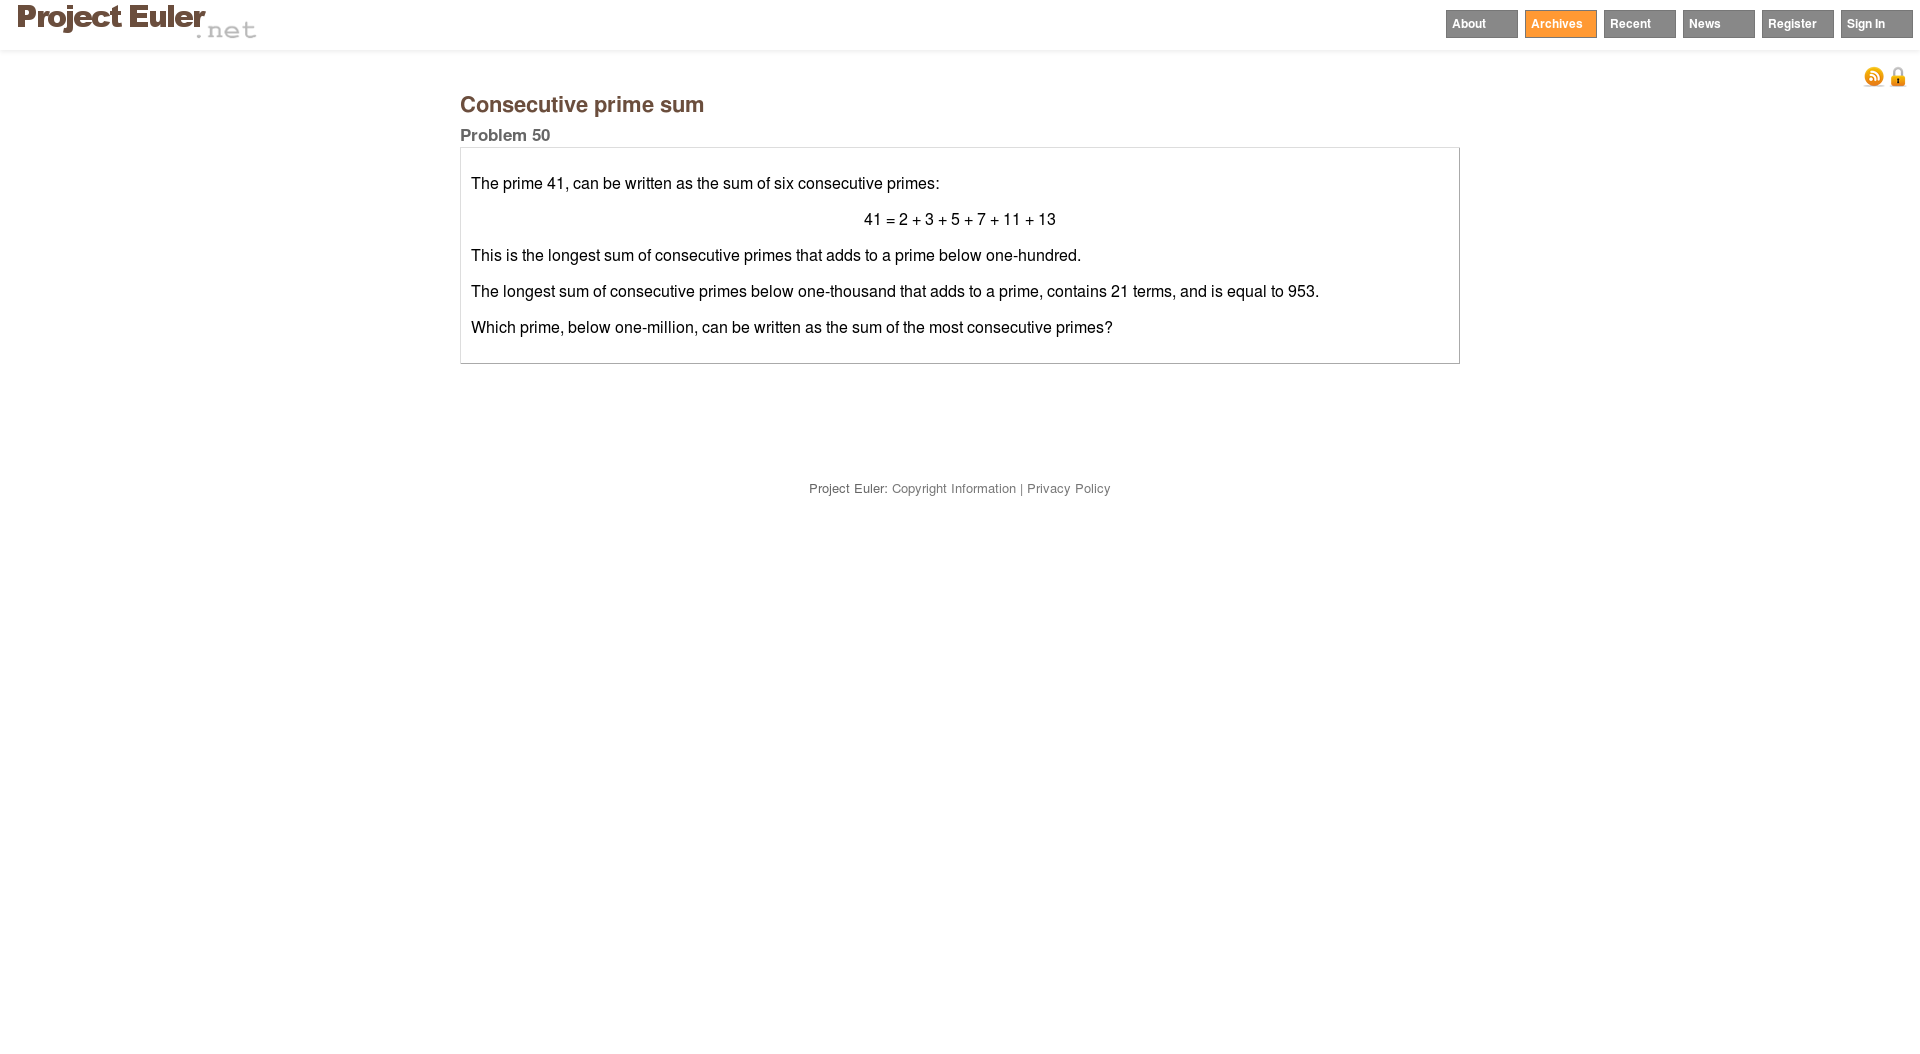 Project Euler.net
About Archives Recent News Register Sign In
Consecutive prime sum
Problem 50
The prime 41, can be written as the sum of six consecutive primes:
41 = 2 + 3 + 5 + 7 + 11 + 13
This is the longest sum of consecutive primes that adds to a prime below one-hundred.
The longest sum of consecutive primes below one-thousand that adds to a prime, contains 21 terms, and is equal to 953.
Which prime, below one-million, can be written as the sum of the most consecutive primes?
Project Euler: Copyright Information | Privacy Policy